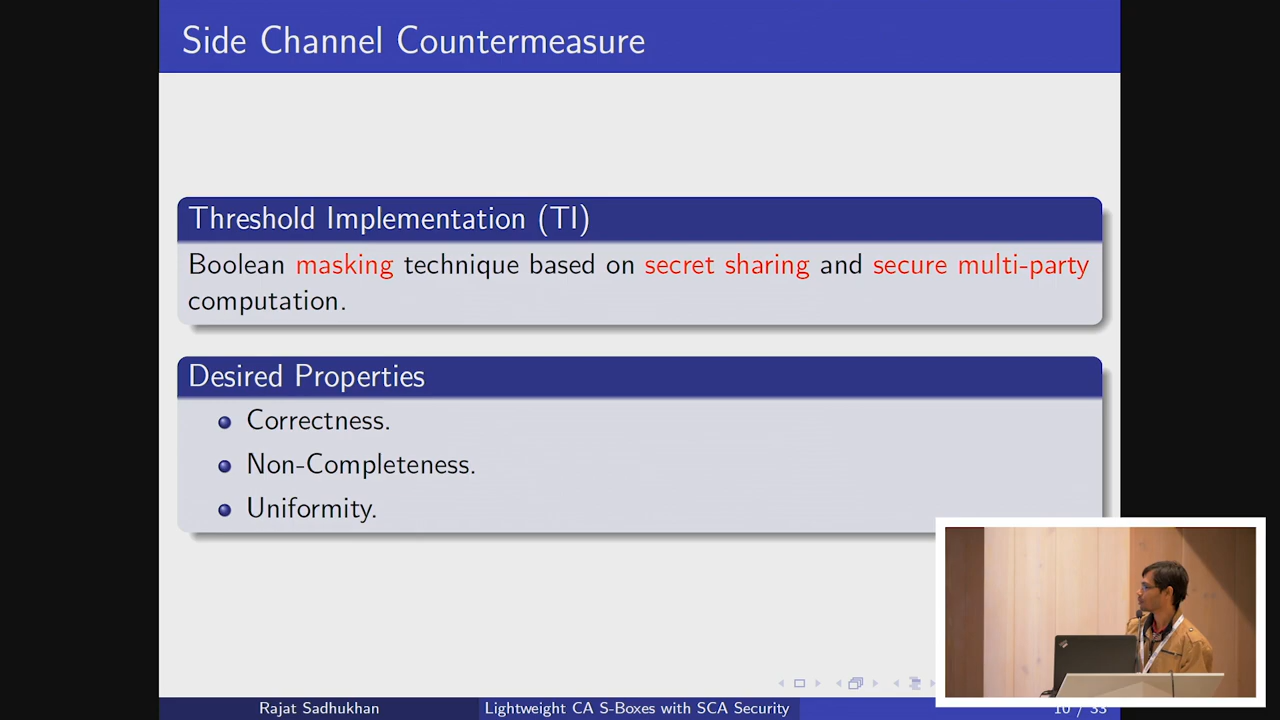 Side Channel Countermeasure
Threshold Implementation (TI)
Boolean masking technique based on secret sharing and secure multi-party
computation.
Desired Properties
Correctness.
Non-Completeness.
Uniformity.
Rajat Sadhukhan
Lightweight CA S-Boxes with SCA Security
10 / 33